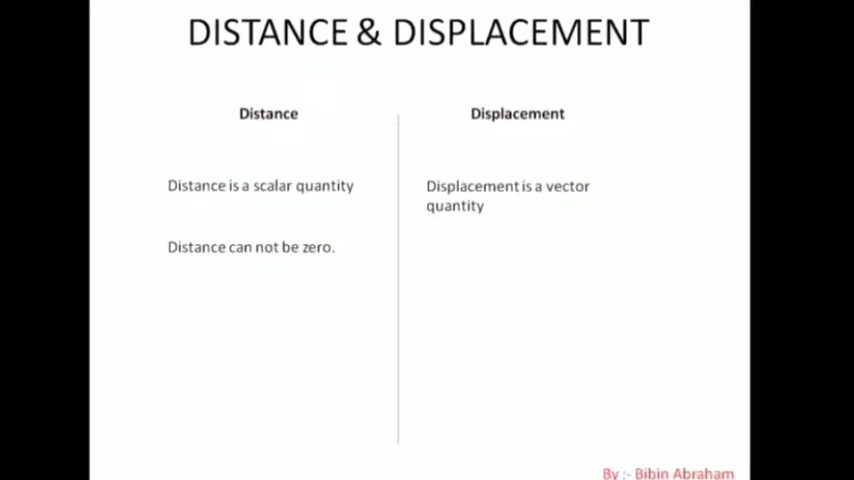 DISTANCE & DISPLACEMENT
Distance
Displacement
Distance is a scalar quantity
Displacement is a vector
quantity
Distance can not be zero.
By :- Bibin Abraham